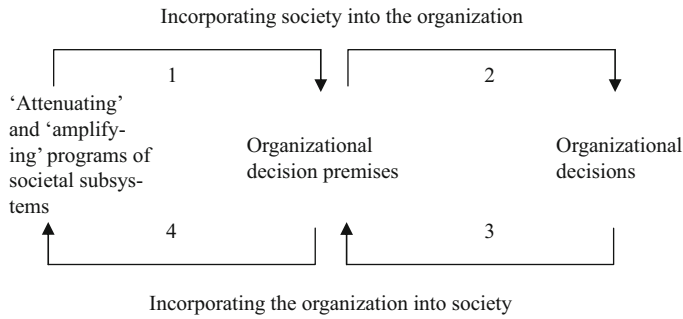 Incorporating society into the organization
1
2
‘Attenuating’
and ‘amplify-
ing’ programs of
societal subsys-
tems
Organizational
decision premises
Organizational
decisions
4
3
Incorporating the organization into society